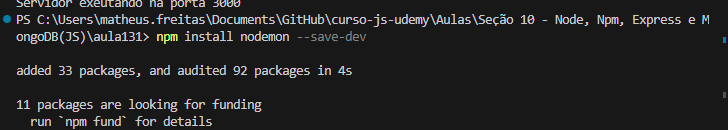 Servidor exeutando na porta 3000
PS C:\Users\matheus.freitas\Documents\GitHub\curso-js-udemy\Aulas\Seção 10 - Node, Npm, Express e M
ongoDB(JS)\aula131> npm install nodemon --save-dev
added 33 packages, and audited 92 packages in 4s
11 packages are looking for funding
  run `npm fund` for details